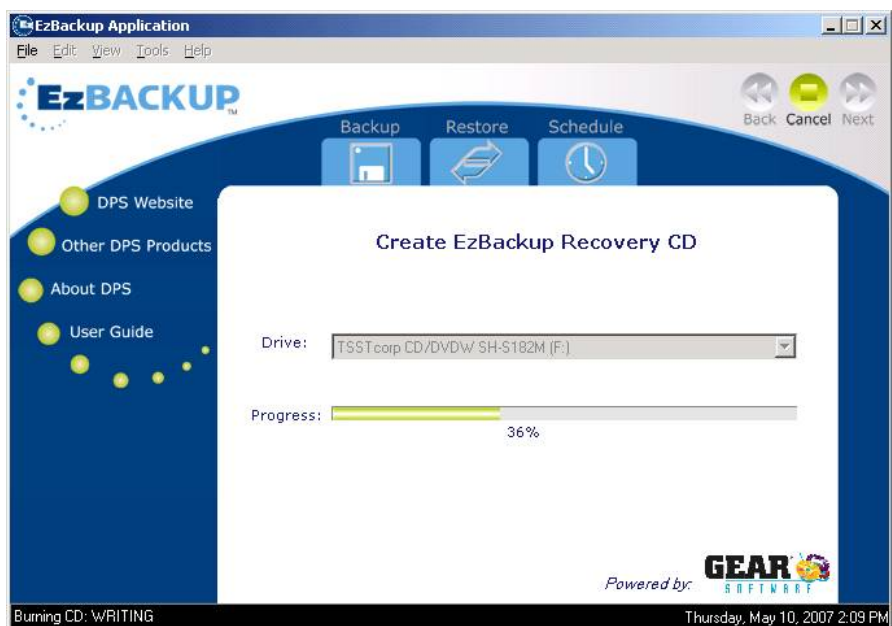 EzBackup Application
File Edit View Tools Help
EzBACKUP
TM
Back Cancel Next
Backup Restore Schedule
DPS Website
Other DPS Products
About DPS
User Guide
Create EzBackup Recovery CD
Drive: TSSTcorp CD/DVDW SH-S182M (F:)
Progress:
36%
Powered by: GEAR
SOFTWARE
Burning CD: WRITING Thursday, May 10, 2007 2:09 PM